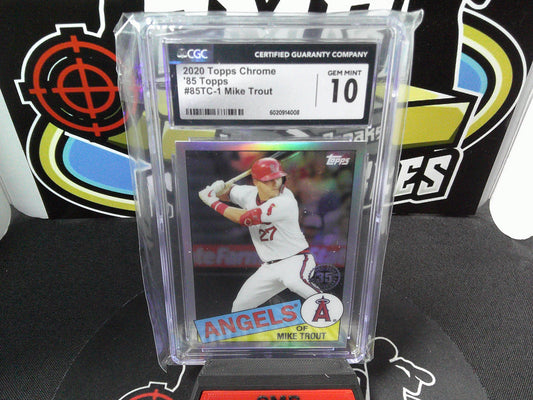 CGC
CERTIFIED GUARANTY COMPANY
2020 Topps Chrome
'85 Topps
#85TC-1 Mike Trout
GEM MINT
10
6020914008
Topps
27
35
ANGELS
A
OF
MIKE TROUT